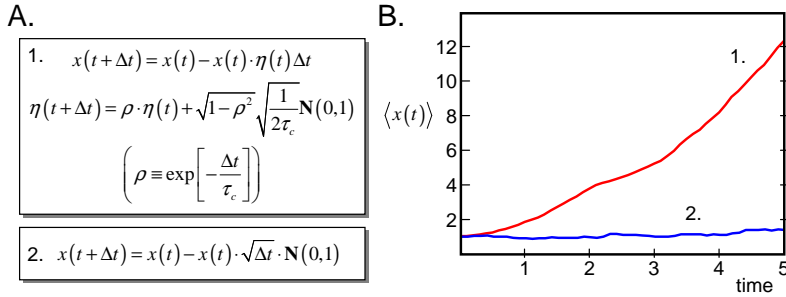 A.
1. x(t+Δt) = x(t) − x(t)·η(t)Δt
η(t+Δt) = ρ·η(t) + √(1−ρ²) √(1/(2τ_c)) N(0,1)
(ρ ≡ exp[−Δt/τ_c])
2. x(t+Δt) = x(t) − x(t)·√Δt·N(0,1)
B.
⟨x(t)⟩
12
10
8
6
4
2
1.
2.
1 2 3 4 5
time